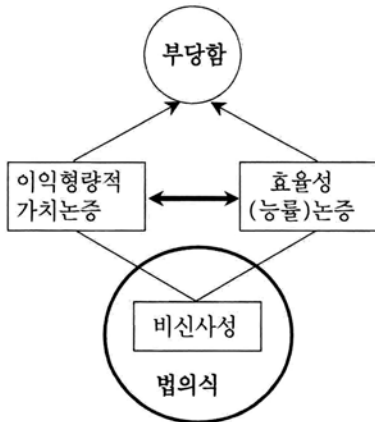 부당함
이익형량적
가치논증
효율성
(능률)논증
비신사성
법의식